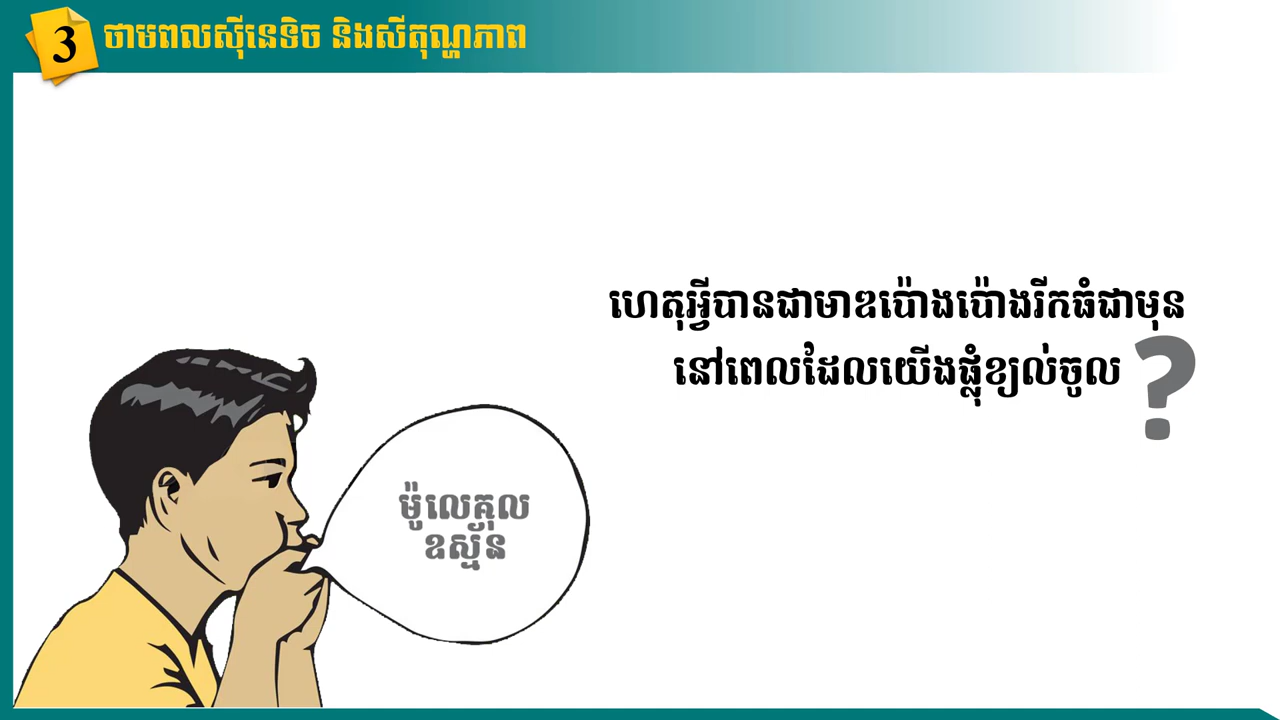 3
ថាមពលស៊ីនេទិច និងសីតុណ្ហភាព
ហេតុអ្វីបានជាមាឌប៉ោងប៉ោងរីកធំជាមុន
នៅពេលដែលយើងផ្លុំខ្យល់ចូល ?
ម៉ូលេគុល
ឧស្ម័ន